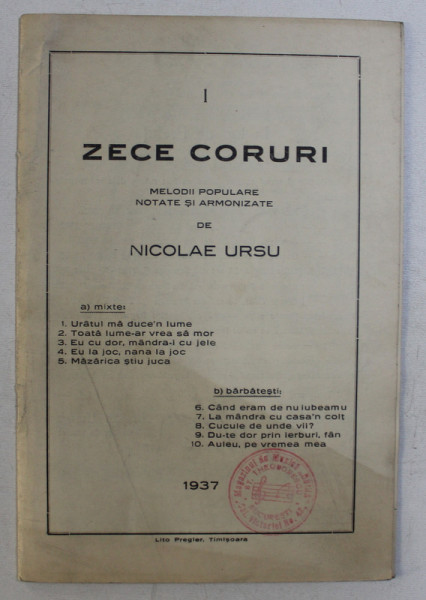 I
ZECE CORURI
MELODII POPULARE
NOTATE ȘI ARMONIZATE
DE
NICOLAE URSU
a) mixte:
1. Urâtul mă duce'n lume
2. Toată lume-ar vrea să mor
3. Eu cu dor, mândra-i cu jele
4. Eu la joc, nana la joc
5. Măzărica știu juca
b) bărbătești:
6. Când eram de nu iubeamu
7. La mândra cu casa'n colț
8. Cucule de unde vii?
9. Du-te dor prin ierburi, fân
10. Auleu, pe vremea mea
Magazinul de Muzică
1937
Lito Pregler, Timișoara